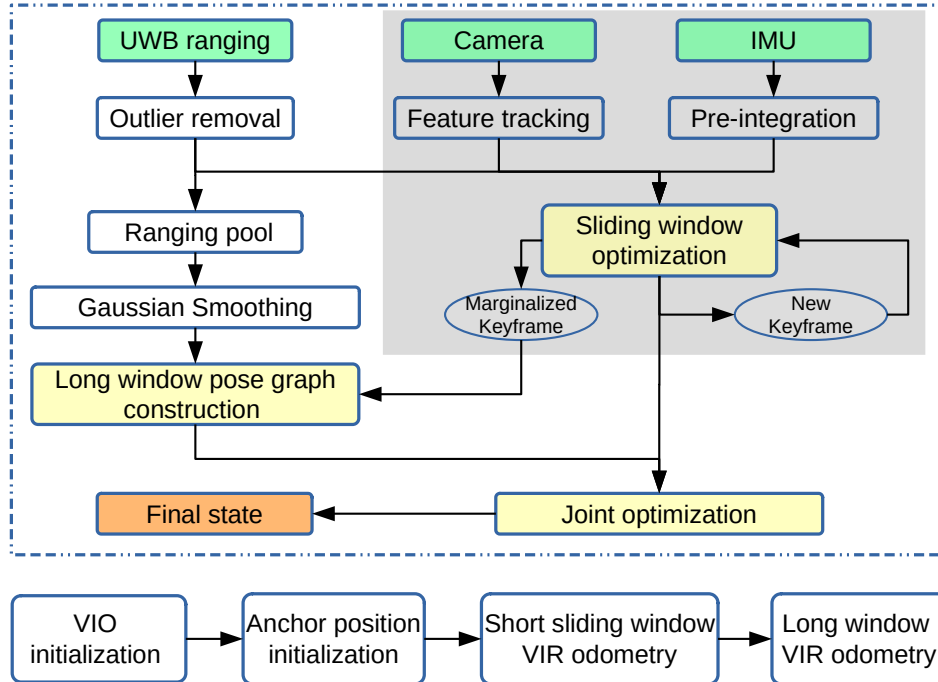 UWB ranging
Camera
IMU
Outlier removal
Feature tracking
Pre-integration
Ranging pool
Sliding window
optimization
Gaussian Smoothing
Marginalized
Keyframe
New
Keyframe
Long window pose graph
construction
Final state
Joint optimization
VIO
initialization
Anchor position
initialization
Short sliding window
VIR odometry
Long window
VIR odometry